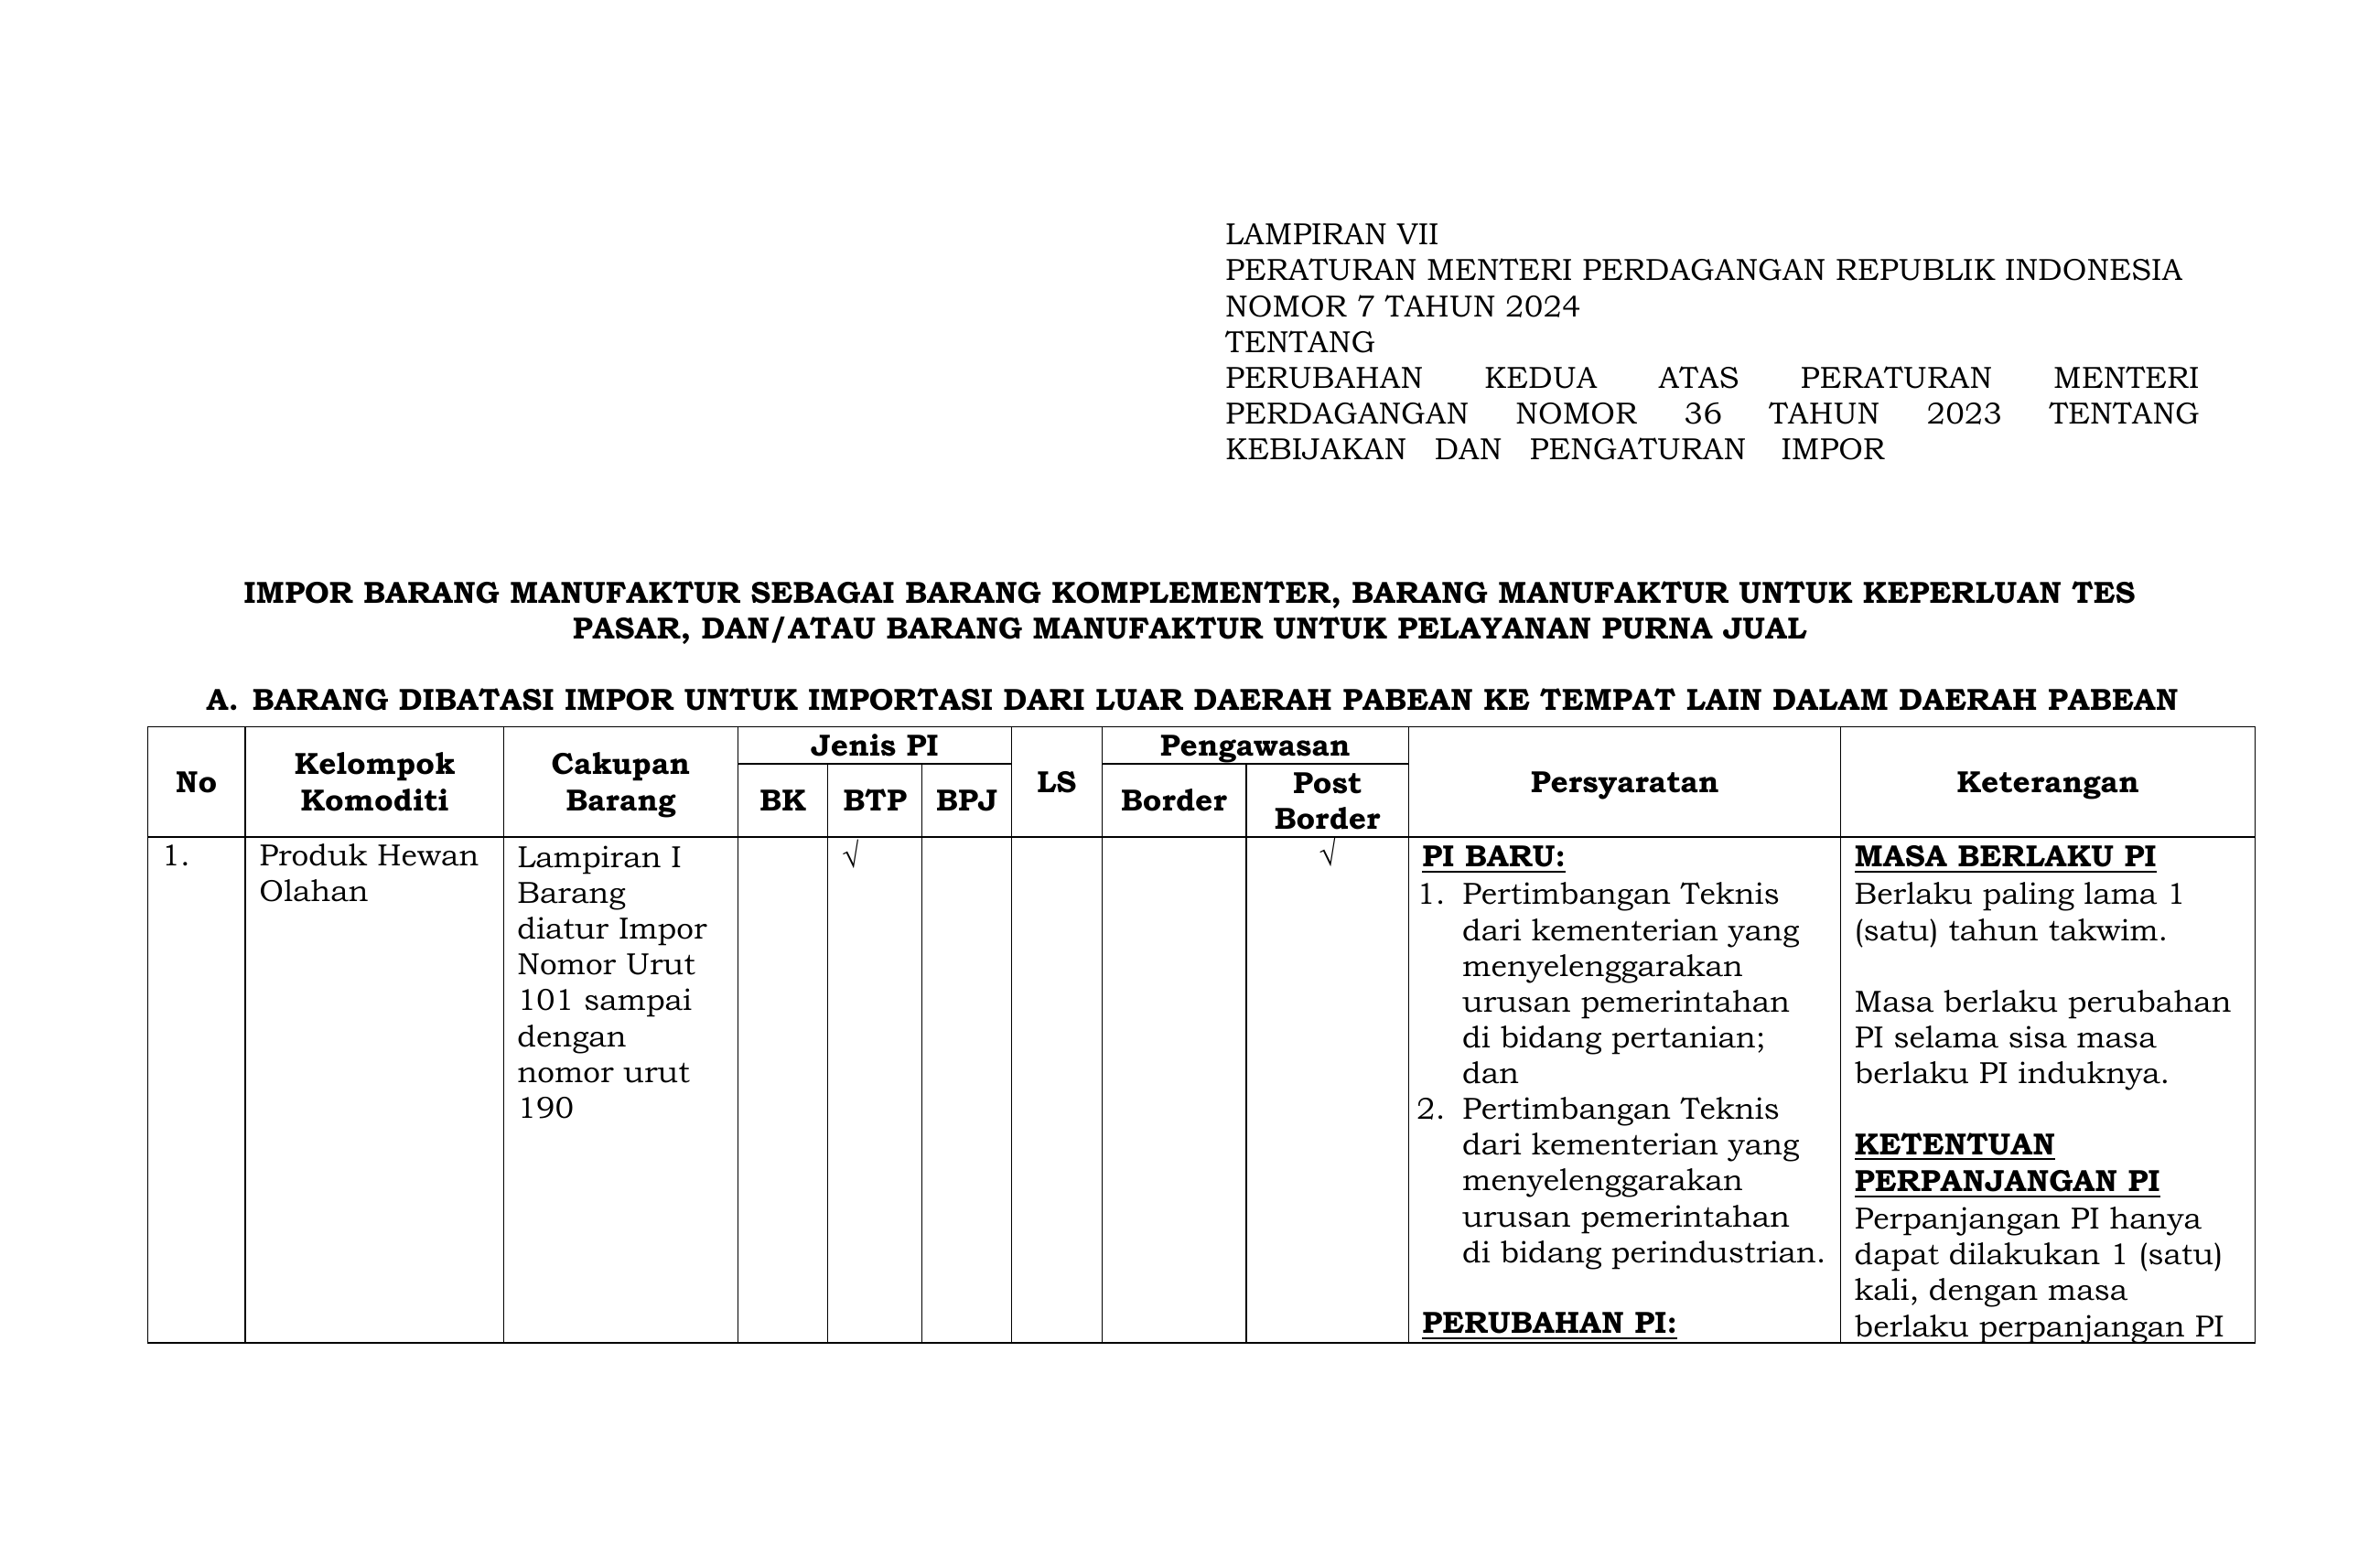 LAMPIRAN VII
PERATURAN MENTERI PERDAGANGAN REPUBLIK INDONESIA
NOMOR 7 TAHUN 2024
TENTANG
PERUBAHAN KEDUA ATAS PERATURAN MENTERI
PERDAGANGAN NOMOR 36 TAHUN 2023 TENTANG
KEBIJAKAN DAN PENGATURAN IMPOR
IMPOR BARANG MANUFAKTUR SEBAGAI BARANG KOMPLEMENTER, BARANG MANUFAKTUR UNTUK KEPERLUAN TES
PASAR, DAN/ATAU BARANG MANUFAKTUR UNTUK PELAYANAN PURNA JUAL
A. BARANG DIBATASI IMPOR UNTUK IMPORTASI DARI LUAR DAERAH PABEAN KE TEMPAT LAIN DALAM DAERAH PABEAN
No
Kelompok
Komoditi
Cakupan
Barang
Jenis PI
BK
BTP
BPJ
LS
Pengawasan
Border
Post
Border
Persyaratan
Keterangan
1.
Produk Hewan
Olahan
Lampiran I
Barang
diatur Impor
Nomor Urut
101 sampai
dengan
nomor urut
190
√
√
PI BARU:
1. Pertimbangan Teknis
dari kementerian yang
menyelenggarakan
urusan pemerintahan
di bidang pertanian;
dan
2. Pertimbangan Teknis
dari kementerian yang
menyelenggarakan
urusan pemerintahan
di bidang perindustrian.
PERUBAHAN PI:
MASA BERLAKU PI
Berlaku paling lama 1
(satu) tahun takwim.
Masa berlaku perubahan
PI selama sisa masa
berlaku PI induknya.
KETENTUAN
PERPANJANGAN PI
Perpanjangan PI hanya
dapat dilakukan 1 (satu)
kali, dengan masa
berlaku perpanjangan PI